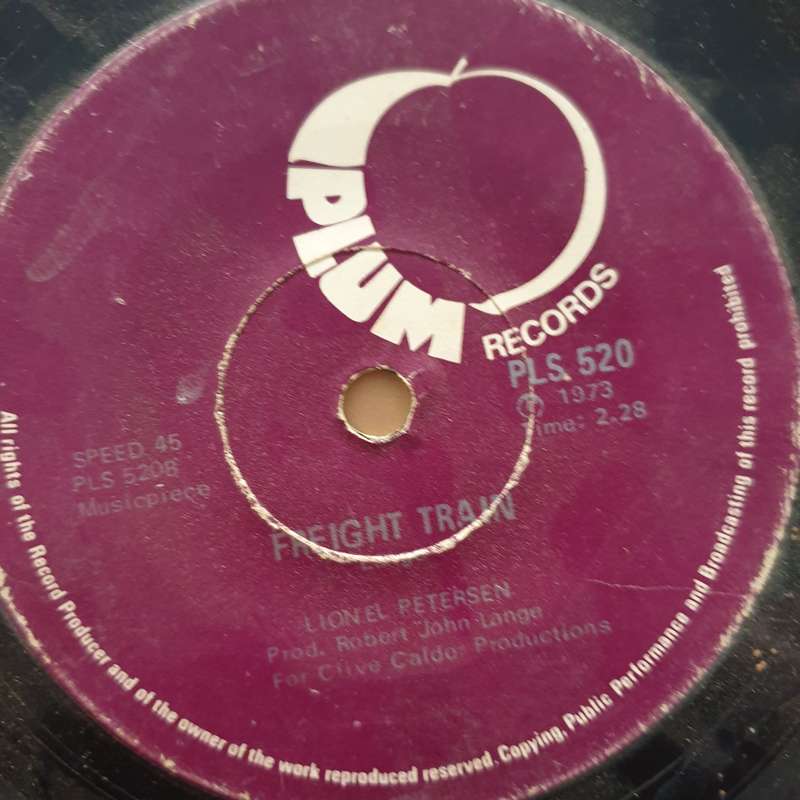 PLUM
RECORDS
PLS 520
℗ 1973
Time: 2.28
SPEED 45
PLS 520B
Musicpiece
FREIGHT TRAIN
LIONEL PETERSEN
Prod. Robert John Lange
For Clive Calder Productions
All rights of the Record Producer and of the owner of the work reproduced reserved. Copying, Public Performance and Broadcasting of this record prohibited